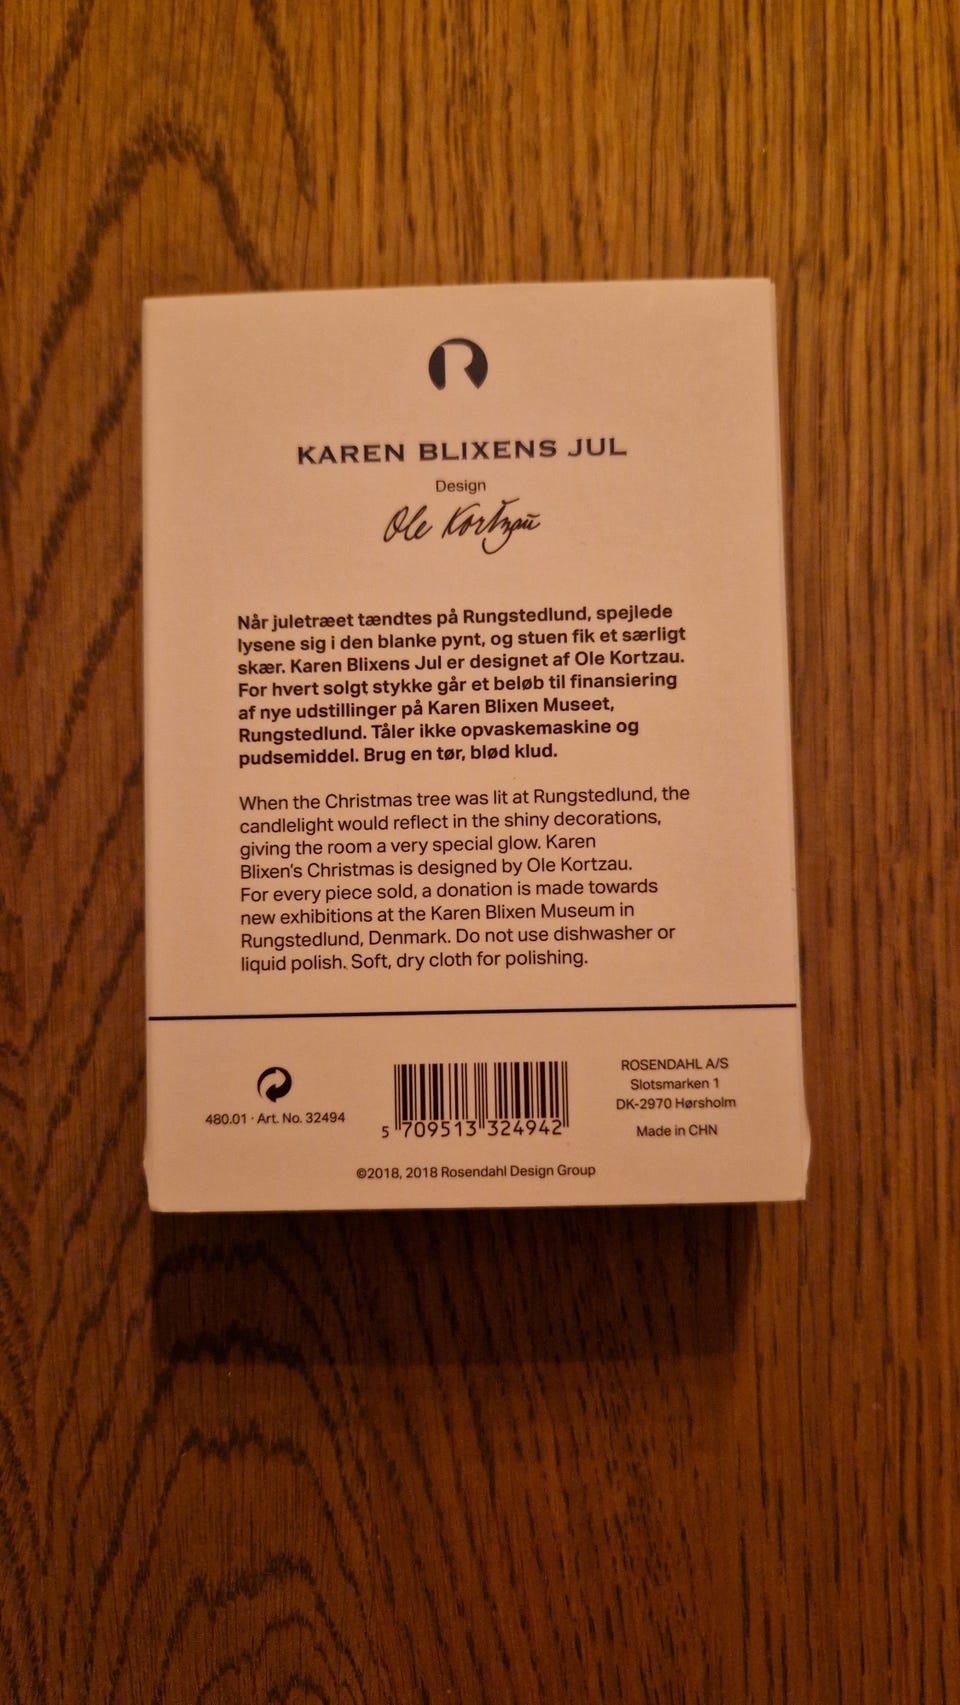 R
KAREN BLIXENS JUL
Design
Ole Kortzau
Når juletræet tændtes på Rungstedlund, spejlede
lysene sig i den blanke pynt, og stuen fik et særligt
skær. Karen Blixens Jul er designet af Ole Kortzau.
For hvert solgt stykke går et beløb til finansiering
af nye udstillinger på Karen Blixen Museet,
Rungstedlund. Tåler ikke opvaskemaskine og
pudsemiddel. Brug en tør, blød klud.
When the Christmas tree was lit at Rungstedlund, the
candlelight would reflect in the shiny decorations,
giving the room a very special glow. Karen
Blixen's Christmas is designed by Ole Kortzau.
For every piece sold, a donation is made towards
new exhibitions at the Karen Blixen Museum in
Rungstedlund, Denmark. Do not use dishwasher or
liquid polish. Soft, dry cloth for polishing.
480.01 · Art. No. 32494
5 709513 324942
ROSENDAHL A/S
Slotsmarken 1
DK-2970 Hørsholm
Made in CHN
©2018, 2018 Rosendahl Design Group